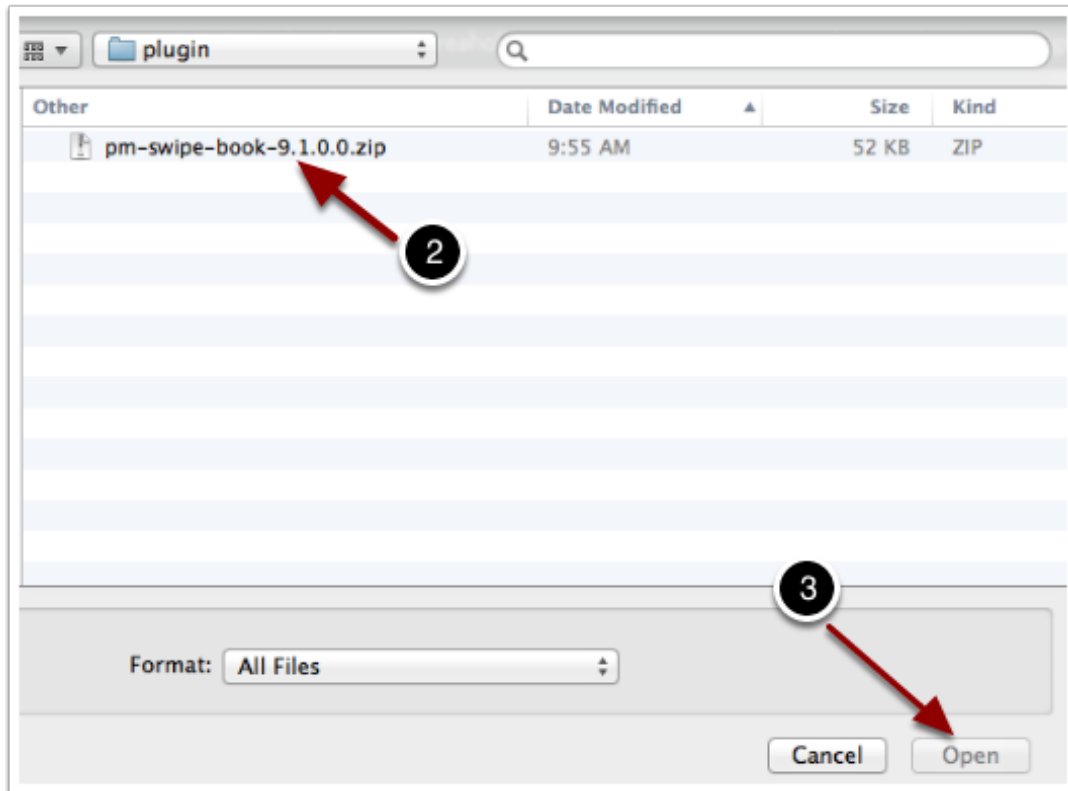 plugin
Other Date Modified Size Kind
pm-swipe-book-9.1.0.0.zip 9:55 AM 52 KB ZIP
2
3
Format: All Files
Cancel Open